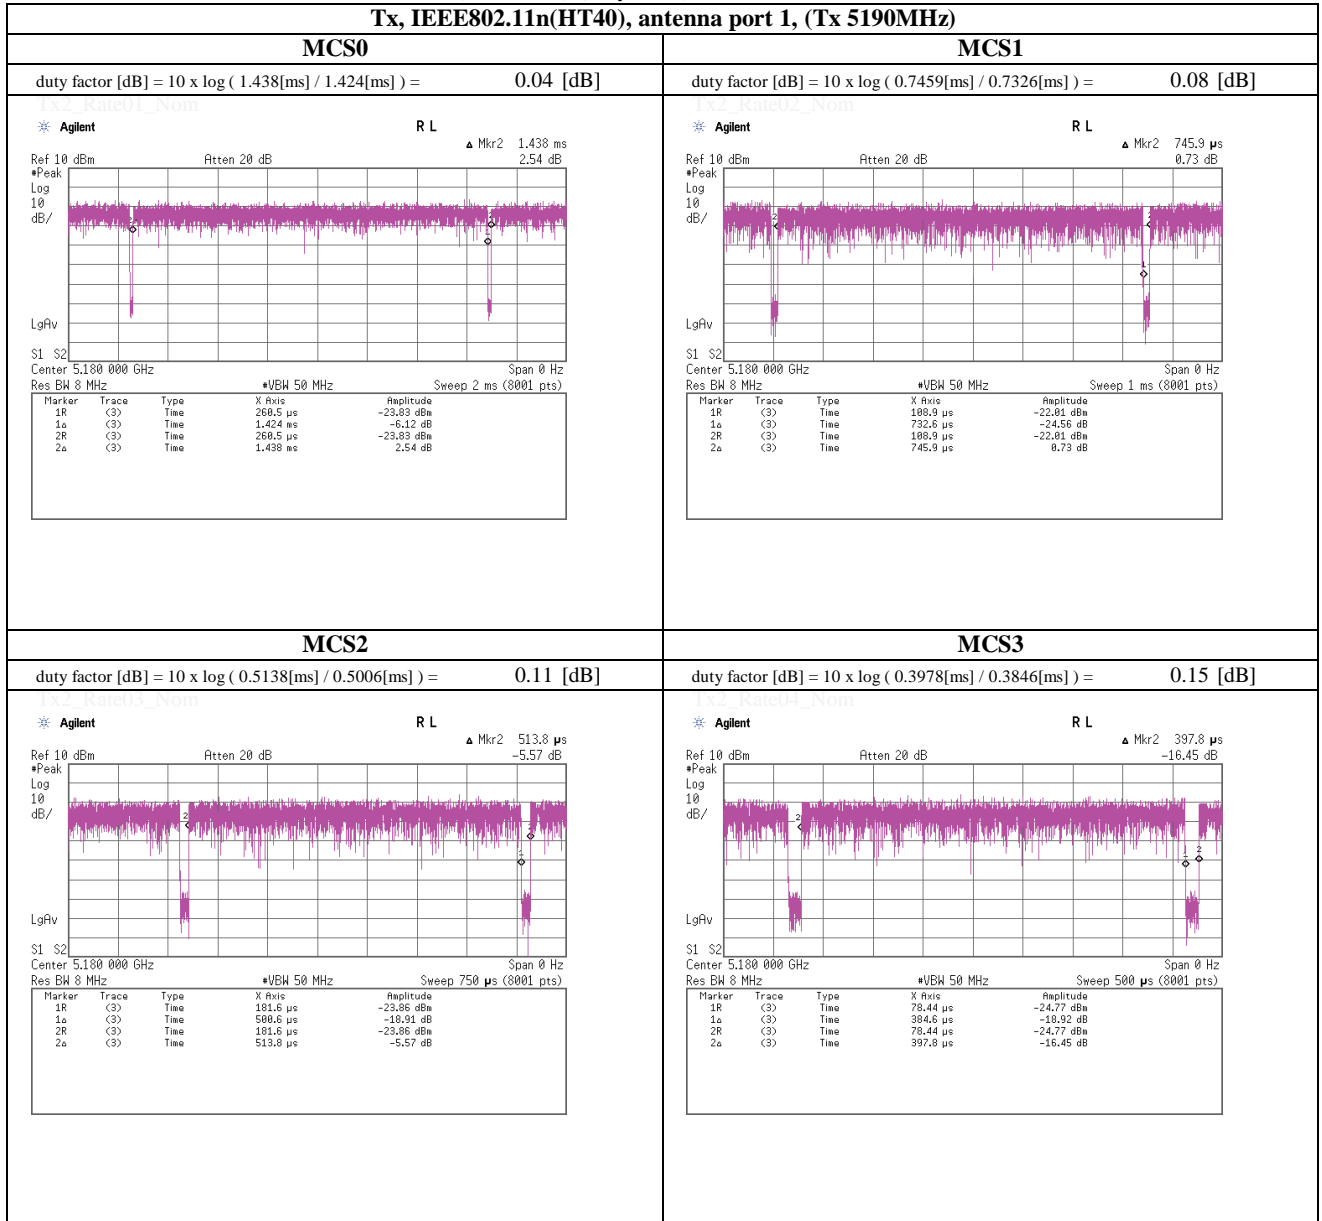 Tx, IEEE802.11n(HT40), antenna port 1, (Tx 5190MHz)
MCS0
duty factor [dB] = 10 x log ( 1.438[ms] / 1.424[ms] ) = 0.04 [dB]
Tx2_Rate01_Nom
Agilent R L
Δ Mkr2 1.438 ms
Ref 10 dBm Atten 20 dB 2.54 dB
#Peak
Log
10
dB/
2
2
1
LgAv
S1 S2
Center 5.180 000 GHz Span 0 Hz
Res BW 8 MHz #VBW 50 MHz Sweep 2 ms (8001 pts)
Marker Trace Type X Axis Amplitude
1R (3) Time 260.5 µs -23.83 dBm
1Δ (3) Time 1.424 ms -6.12 dB
2R (3) Time 260.5 µs -23.83 dBm
2Δ (3) Time 1.438 ms 2.54 dB
MCS1
duty factor [dB] = 10 x log ( 0.7459[ms] / 0.7326[ms] ) = 0.08 [dB]
Tx2_Rate02_Nom
Agilent R L
Δ Mkr2 745.9 µs
Ref 10 dBm Atten 20 dB 0.73 dB
#Peak
Log
10
dB/
2
2
1
LgAv
S1 S2
Center 5.180 000 GHz Span 0 Hz
Res BW 8 MHz #VBW 50 MHz Sweep 1 ms (8001 pts)
Marker Trace Type X Axis Amplitude
1R (3) Time 108.9 µs -22.01 dBm
1Δ (3) Time 732.6 µs -24.56 dB
2R (3) Time 108.9 µs -22.01 dBm
2Δ (3) Time 745.9 µs 0.73 dB
MCS2
duty factor [dB] = 10 x log ( 0.5138[ms] / 0.5006[ms] ) = 0.11 [dB]
Tx2_Rate03_Nom
Agilent R L
Δ Mkr2 513.8 µs
Ref 10 dBm Atten 20 dB -5.57 dB
#Peak
Log
10
dB/
2
2
1
LgAv
S1 S2
Center 5.180 000 GHz Span 0 Hz
Res BW 8 MHz #VBW 50 MHz Sweep 750 µs (8001 pts)
Marker Trace Type X Axis Amplitude
1R (3) Time 181.6 µs -23.86 dBm
1Δ (3) Time 500.6 µs -18.91 dB
2R (3) Time 181.6 µs -23.86 dBm
2Δ (3) Time 513.8 µs -5.57 dB
MCS3
duty factor [dB] = 10 x log ( 0.3978[ms] / 0.3846[ms] ) = 0.15 [dB]
Tx2_Rate04_Nom
Agilent R L
Δ Mkr2 397.8 µs
Ref 10 dBm Atten 20 dB -16.45 dB
#Peak
Log
10
dB/
2
1 2
LgAv
S1 S2
Center 5.180 000 GHz Span 0 Hz
Res BW 8 MHz #VBW 50 MHz Sweep 500 µs (8001 pts)
Marker Trace Type X Axis Amplitude
1R (3) Time 78.44 µs -24.77 dBm
1Δ (3) Time 384.6 µs -18.92 dB
2R (3) Time 78.44 µs -24.77 dBm
2Δ (3) Time 397.8 µs -16.45 dB